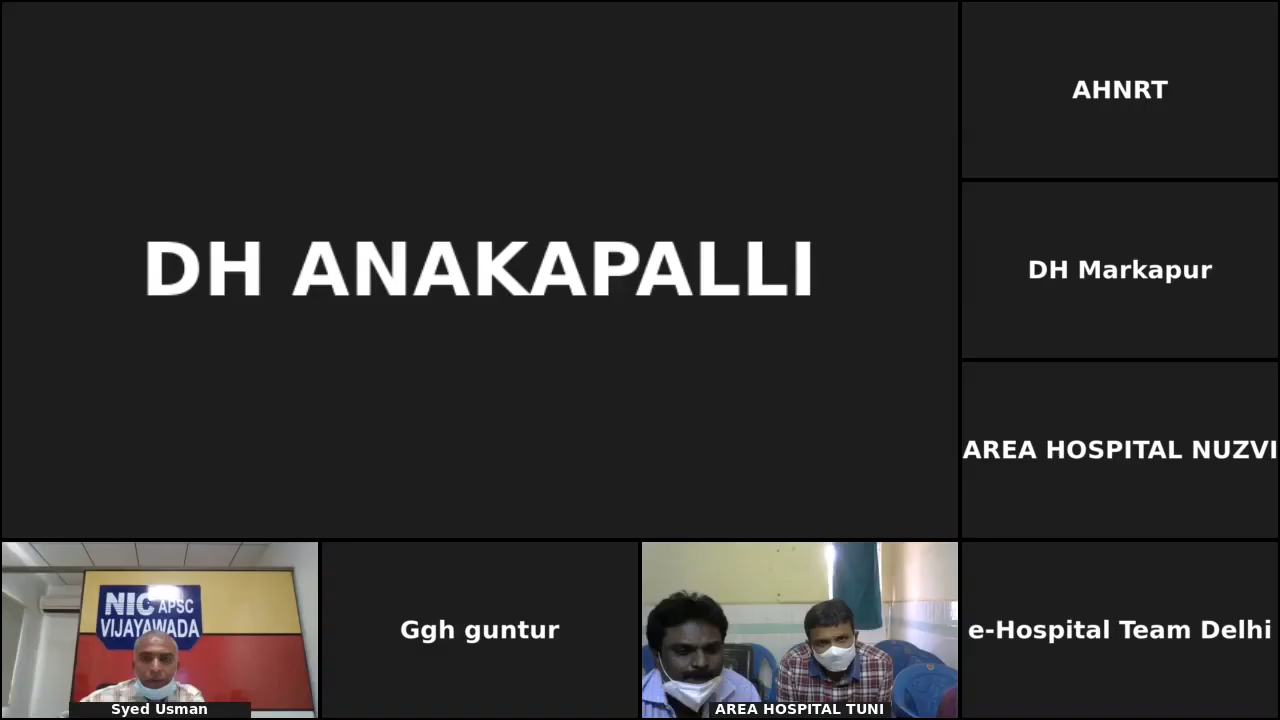 DH ANAKAPALLI
AHNRT
DH Markapur
AREA HOSPITAL NUZVI
NIC APSC
VIJAYAWADA
Syed Usman
Ggh guntur
AREA HOSPITAL TUNI
e-Hospital Team Delhi